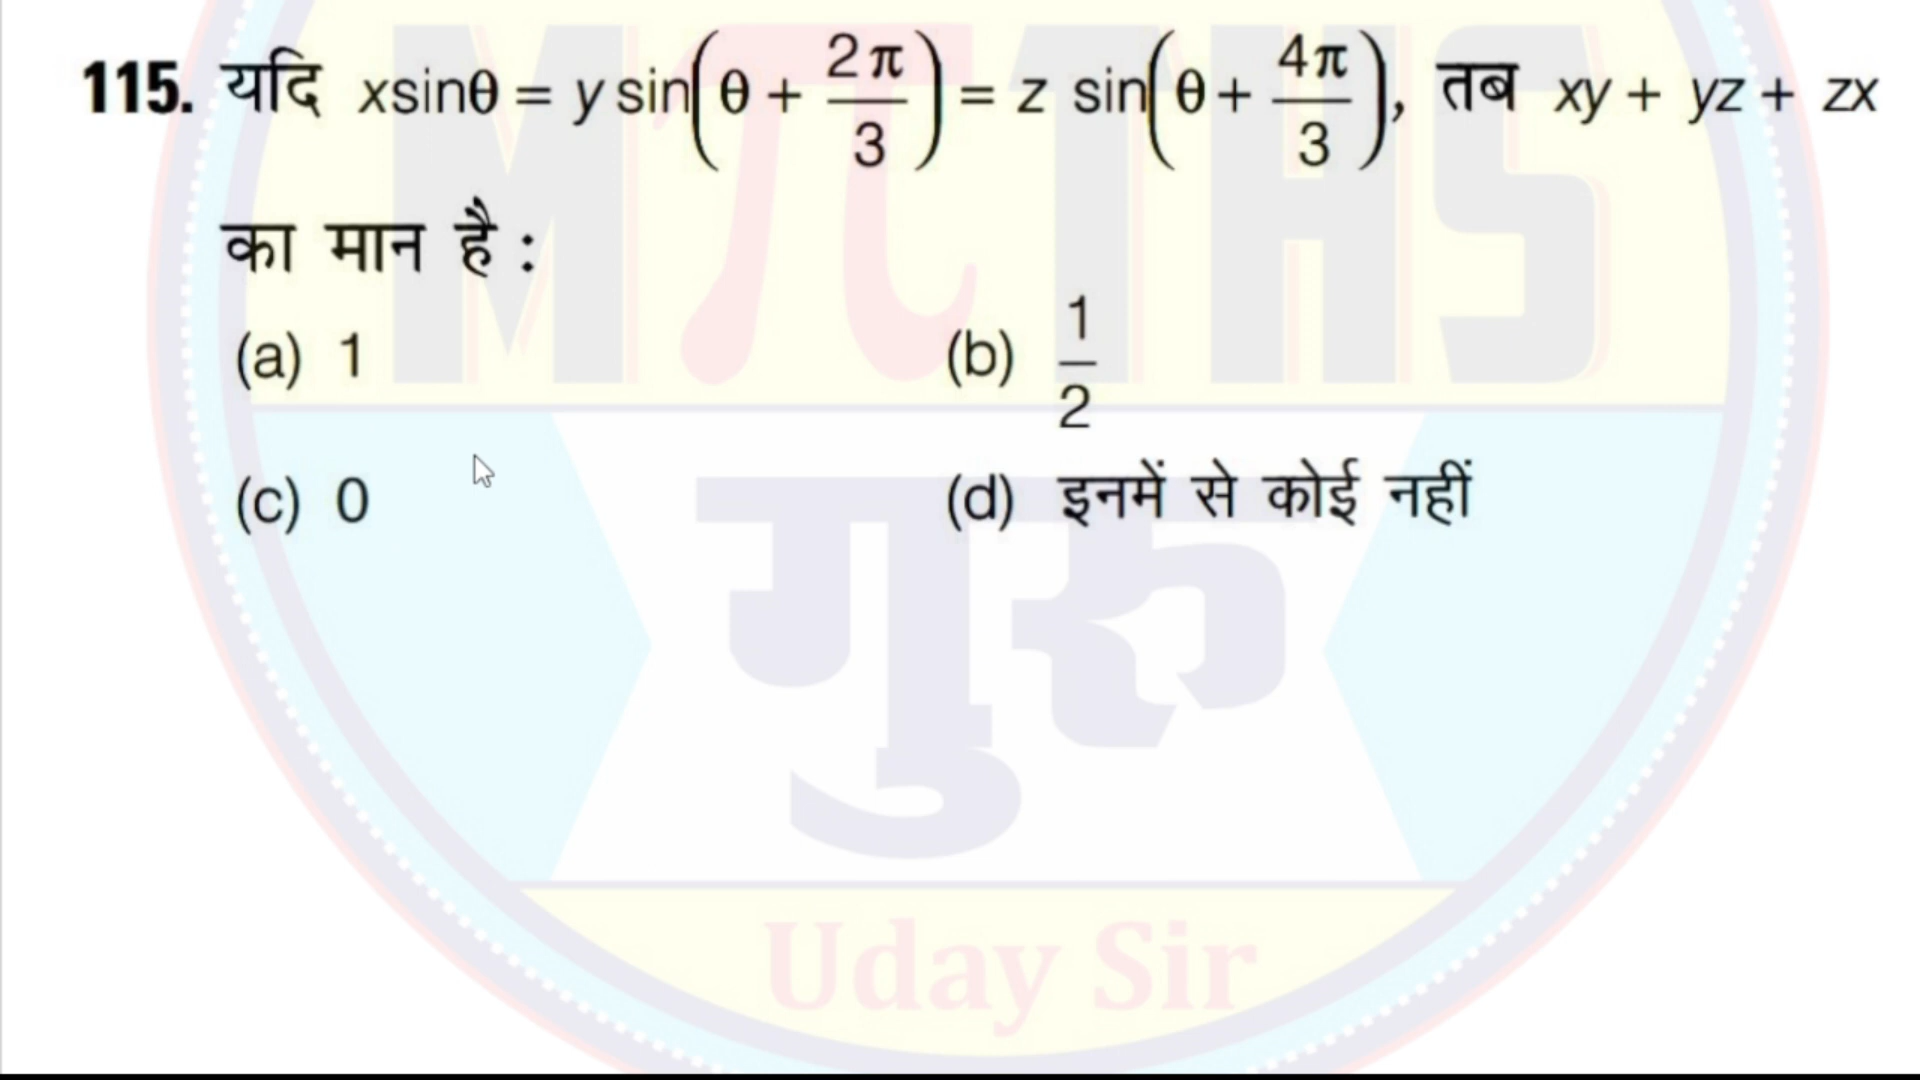 115. यदि xsinθ = y sin(θ + 2π/3) = z sin(θ + 4π/3), तब xy + yz + zx
का मान है :
(a) 1 (b) 1/2
(c) 0 (d) इनमें से कोई नहीं
MπTHS
गुरु
Uday Sir